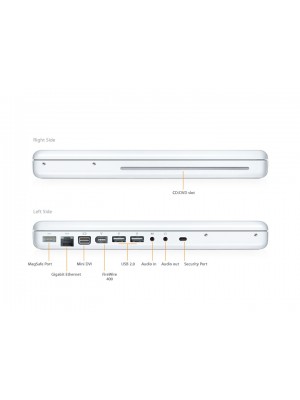 Right Side
CD/DVD slot
Left Side
MagSafe Port
Gigabit Ethernet
Mini DVI
FireWire
400
USB 2.0
Audio in
Audio out
Security Port